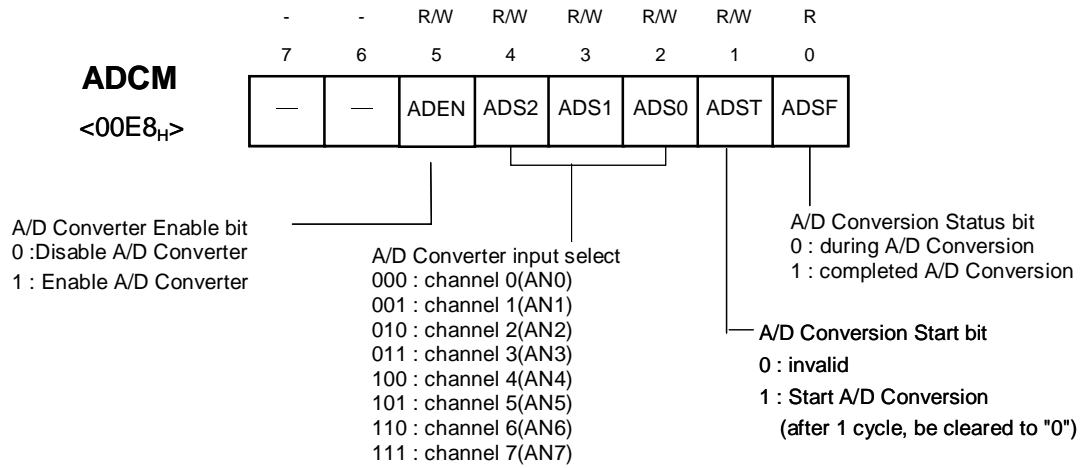 - - R/W R/W R/W R/W R/W R
7 6 5 4 3 2 1 0
ADCM
<00E8H>
— — ADEN ADS2 ADS1 ADS0 ADST ADSF
A/D Converter Enable bit
0 :Disable A/D Converter
1 : Enable A/D Converter
A/D Converter input select
000 : channel 0(AN0)
001 : channel 1(AN1)
010 : channel 2(AN2)
011 : channel 3(AN3)
100 : channel 4(AN4)
101 : channel 5(AN5)
110 : channel 6(AN6)
111 : channel 7(AN7)
A/D Conversion Status bit
0 : during A/D Conversion
1 : completed A/D Conversion
A/D Conversion Start bit
0 : invalid
1 : Start A/D Conversion
(after 1 cycle, be cleared to "0")